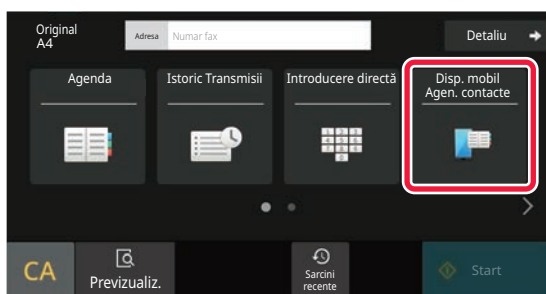 Original
A4
Adresa
Numar fax
Detaliu
Agenda
Istoric Transmisii
Introducere directă
Disp. mobil
Agen. contacte
CA
Previzualiz.
Sarcini
recente
Start